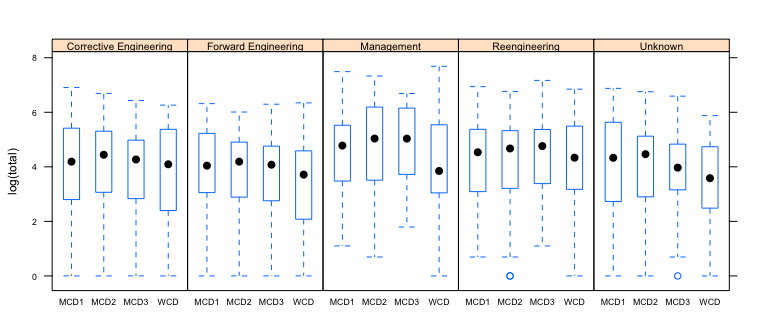 Corrective Engineering Forward Engineering Management Reengineering Unknown
8
6
4
2
0
log(total)
MCD1 MCD2 MCD3 WCD MCD1 MCD2 MCD3 WCD MCD1 MCD2 MCD3 WCD MCD1 MCD2 MCD3 WCD MCD1 MCD2 MCD3 WCD